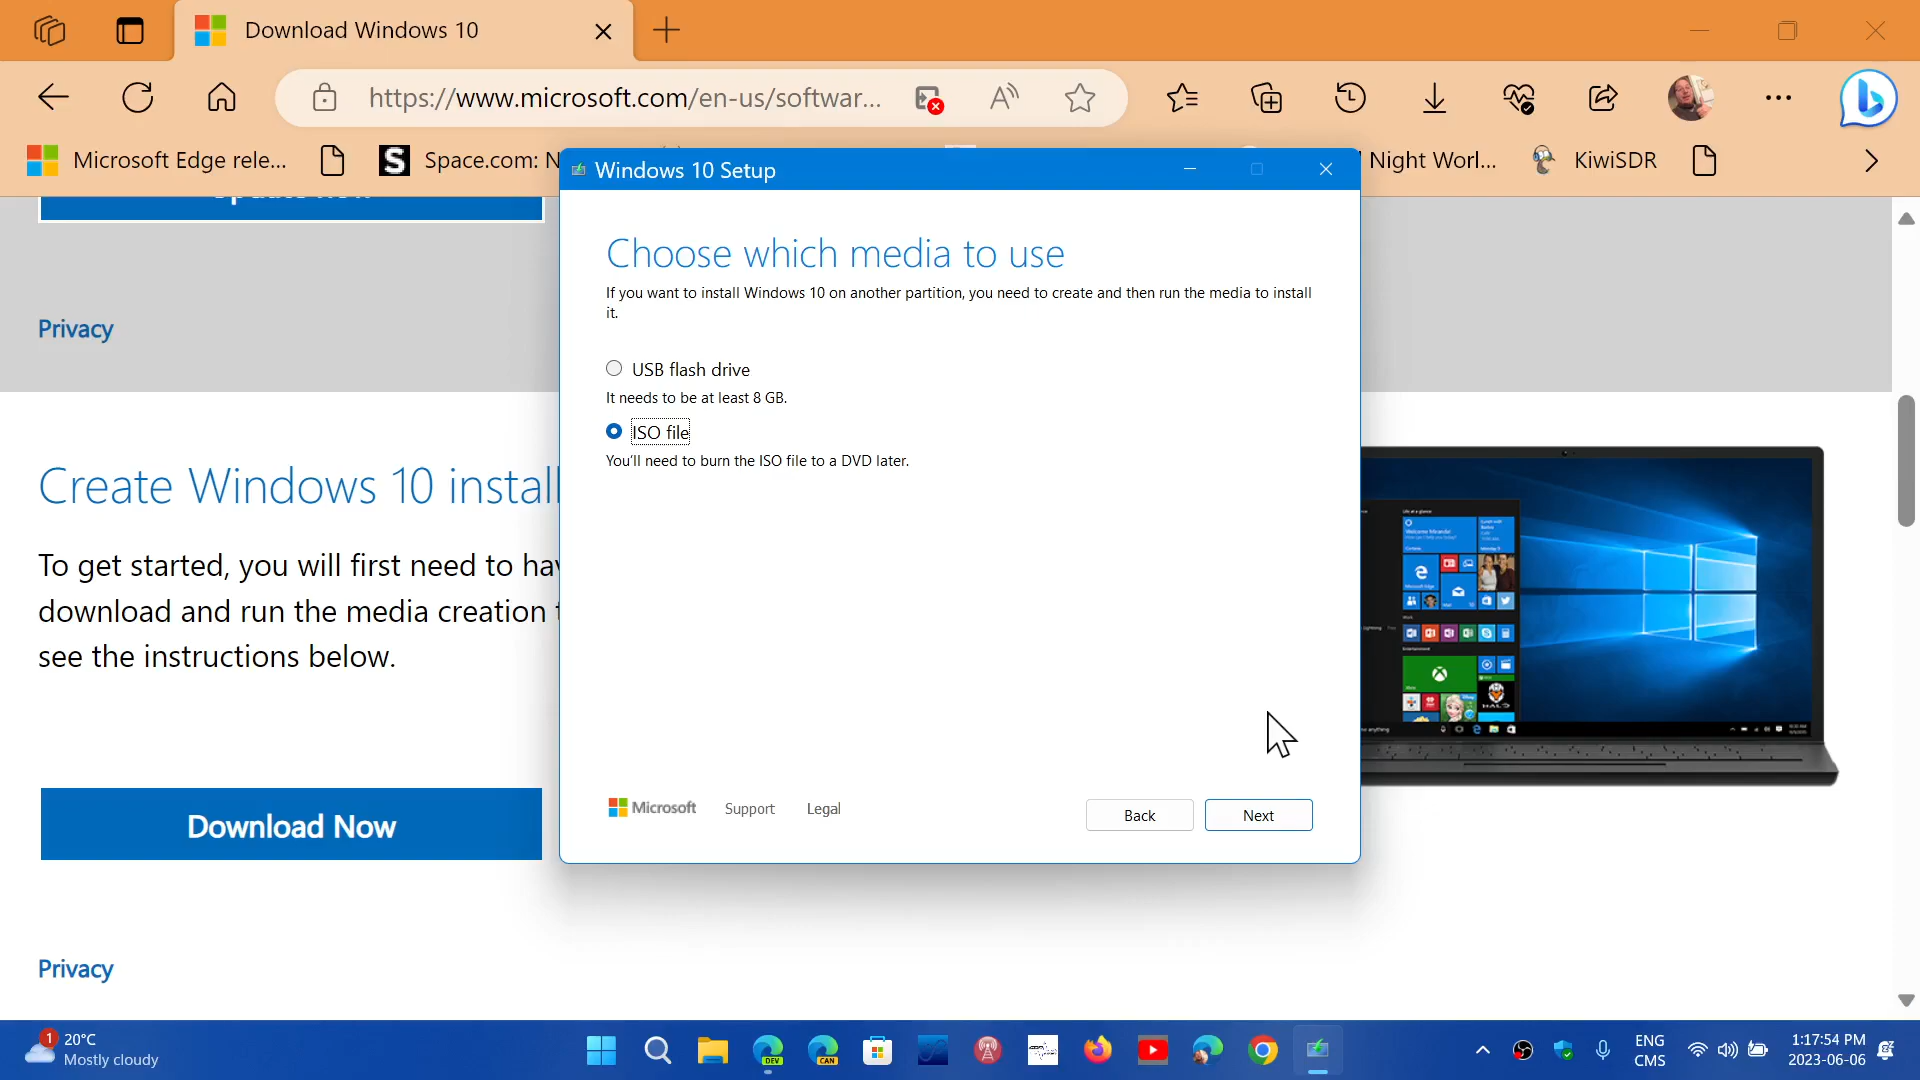 Download Windows 10
https://www.microsoft.com/en-us/softwar...
Microsoft Edge rele...
Space.com: N
Night Worl...
KiwiSDR
Windows 10 Setup
Update now
Choose which media to use
If you want to install Windows 10 on another partition, you need to create and then run the media to install
it.
Privacy
USB flash drive
It needs to be at least 8 GB.
ISO file
You'll need to burn the ISO file to a DVD later.
Create Windows 10 install
To get started, you will first need to hav
download and run the media creation t
see the instructions below.
Microsoft
Support
Legal
Back
Next
Download Now
Privacy
1
20°C
Mostly cloudy
DEV
CAN
ENG
CMS
1:17:54 PM
2023-06-06